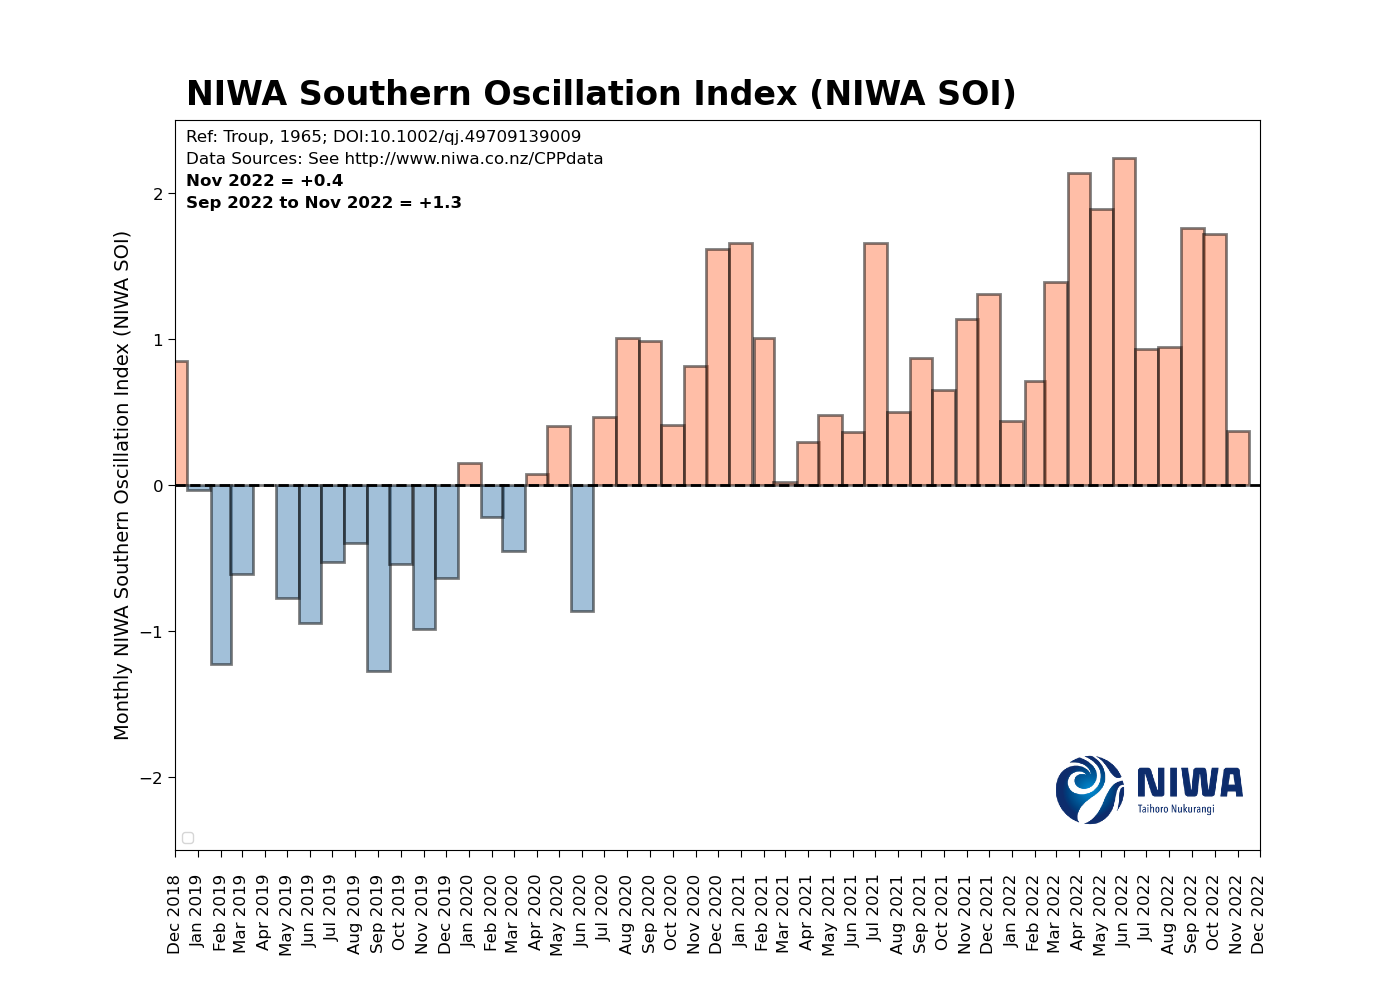 NIWA Southern Oscillation Index (NIWA SOI)
Ref: Troup, 1965; DOI:10.1002/qj.49709139009
Data Sources: See http://www.niwa.co.nz/CPPdata
Nov 2022 = +0.4
Sep 2022 to Nov 2022 = +1.3
Monthly NIWA Southern Oscillation Index (NIWA SOI)
2
1
0
−1
−2
NIWA
Taihoro Nukurangi
Dec 2018
Jan 2019
Feb 2019
Mar 2019
Apr 2019
May 2019
Jun 2019
Jul 2019
Aug 2019
Sep 2019
Oct 2019
Nov 2019
Dec 2019
Jan 2020
Feb 2020
Mar 2020
Apr 2020
May 2020
Jun 2020
Jul 2020
Aug 2020
Sep 2020
Oct 2020
Nov 2020
Dec 2020
Jan 2021
Feb 2021
Mar 2021
Apr 2021
May 2021
Jun 2021
Jul 2021
Aug 2021
Sep 2021
Oct 2021
Nov 2021
Dec 2021
Jan 2022
Feb 2022
Mar 2022
Apr 2022
May 2022
Jun 2022
Jul 2022
Aug 2022
Sep 2022
Oct 2022
Nov 2022
Dec 2022